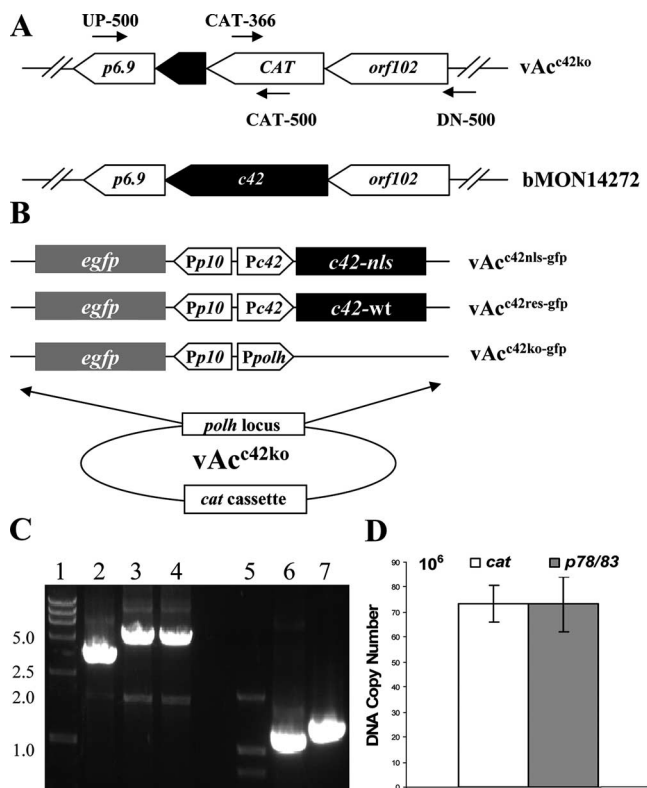 A
UP-500 CAT-366
p6.9 CAT orf102 vAc^c42ko
CAT-500 DN-500
p6.9 c42 orf102 bMON14272
B
egfp Pp10 Pc42 c42-nls vAc^c42nls-gfp
egfp Pp10 Pc42 c42-wt vAc^c42res-gfp
egfp Pp10 Ppolh vAc^c42ko-gfp
polh locus
vAc^c42ko
cat cassette
C
1 2 3 4 5 6 7
5.0
2.5
2.0
1.0
D
10^6 cat p78/83
DNA Copy Number
90
80
70
60
50
40
30
20
10
0